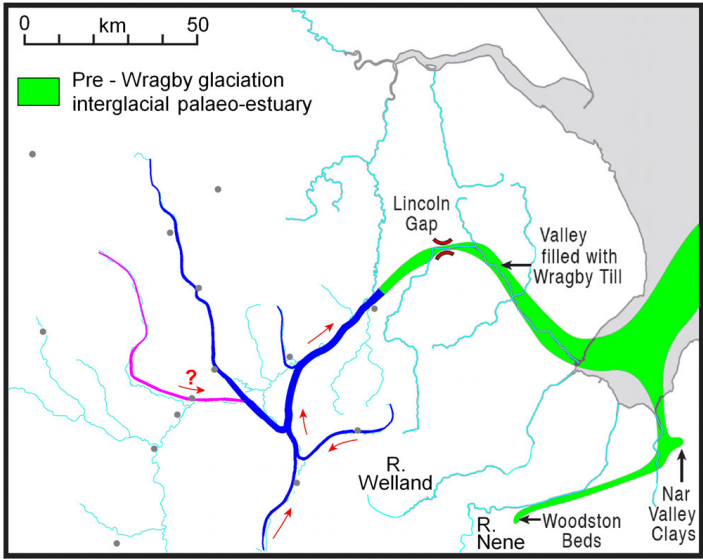 0 km 50
Pre - Wragby glaciation
interglacial palaeo-estuary
Lincoln
Gap
Valley
filled with
Wragby Till
?
R.
Welland
R.
Nene
Woodston
Beds
Nar
Valley
Clays